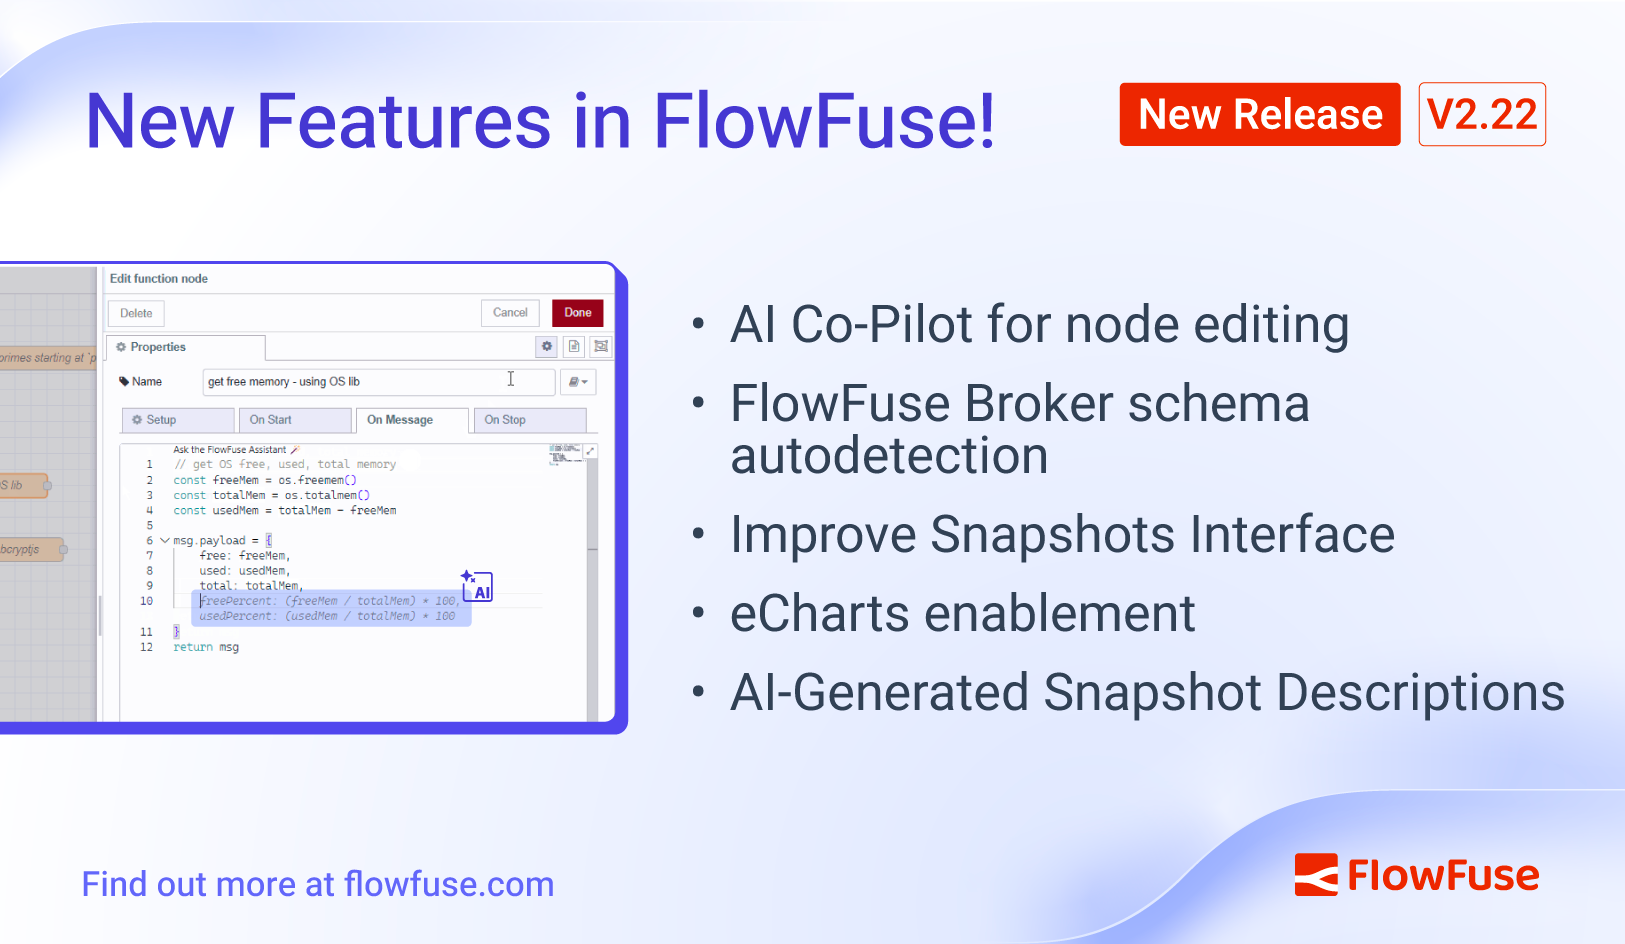 New Features in FlowFuse!
New Release
V2.22
Edit function node
Delete
Cancel
Done
Properties
Name
get free memory - using OS lib
Setup
On Start
On Message
On Stop
Ask the FlowFuse Assistant
1 // get OS free, used, total memory
2 const freeMem = os.freemem()
3 const totalMem = os.totalmem()
4 const usedMem = totalMem - freeMem
5
6 msg.payload = {
7 free: freeMem,
8 used: usedMem,
9 total: totalMem,
10 freePercent: (freeMem / totalMem) * 100,
usedPercent: (usedMem / totalMem) * 100
11 }
12 return msg
AI
primes starting at `p
OS lib
bcryptjs
• AI Co-Pilot for node editing
• FlowFuse Broker schema
autodetection
• Improve Snapshots Interface
• eCharts enablement
• AI-Generated Snapshot Descriptions
Find out more at flowfuse.com
FlowFuse